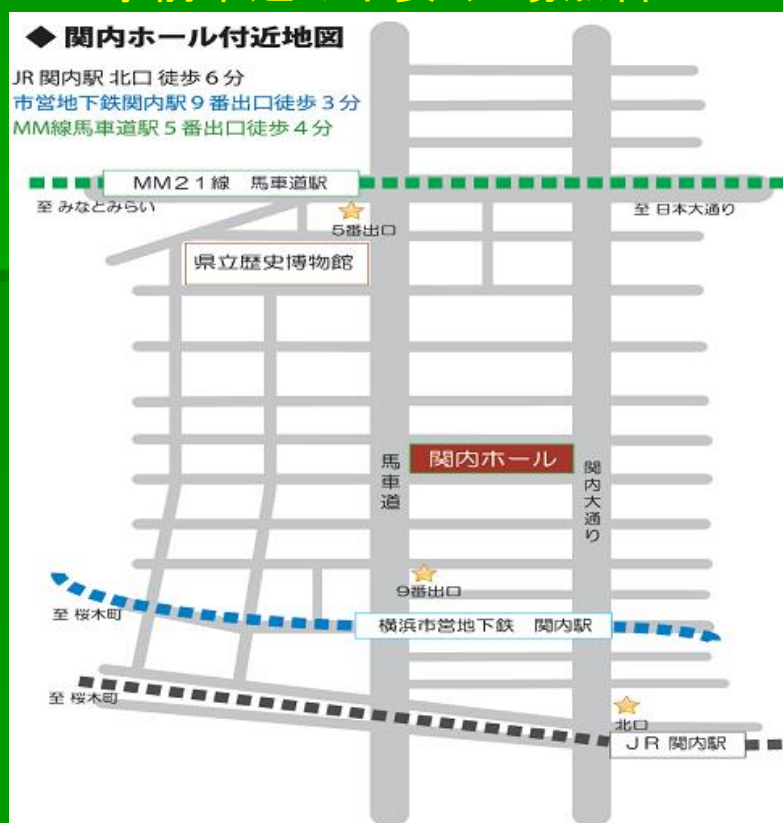 ◆ 関内ホール付近地図
JR 関内駅 北口 徒歩 6 分
市営地下鉄関内駅 9 番出口徒歩 3 分
MM線馬車道駅 5 番出口徒歩 4 分
MM21線　馬車道駅
至 みなとみらい
至 日本大通り
5番出口
県立歴史博物館
関内ホール
馬車道
関内大通り
9番出口
至 桜木町
横浜市営地下鉄　関内駅
至 桜木町
北口
JR 関内駅